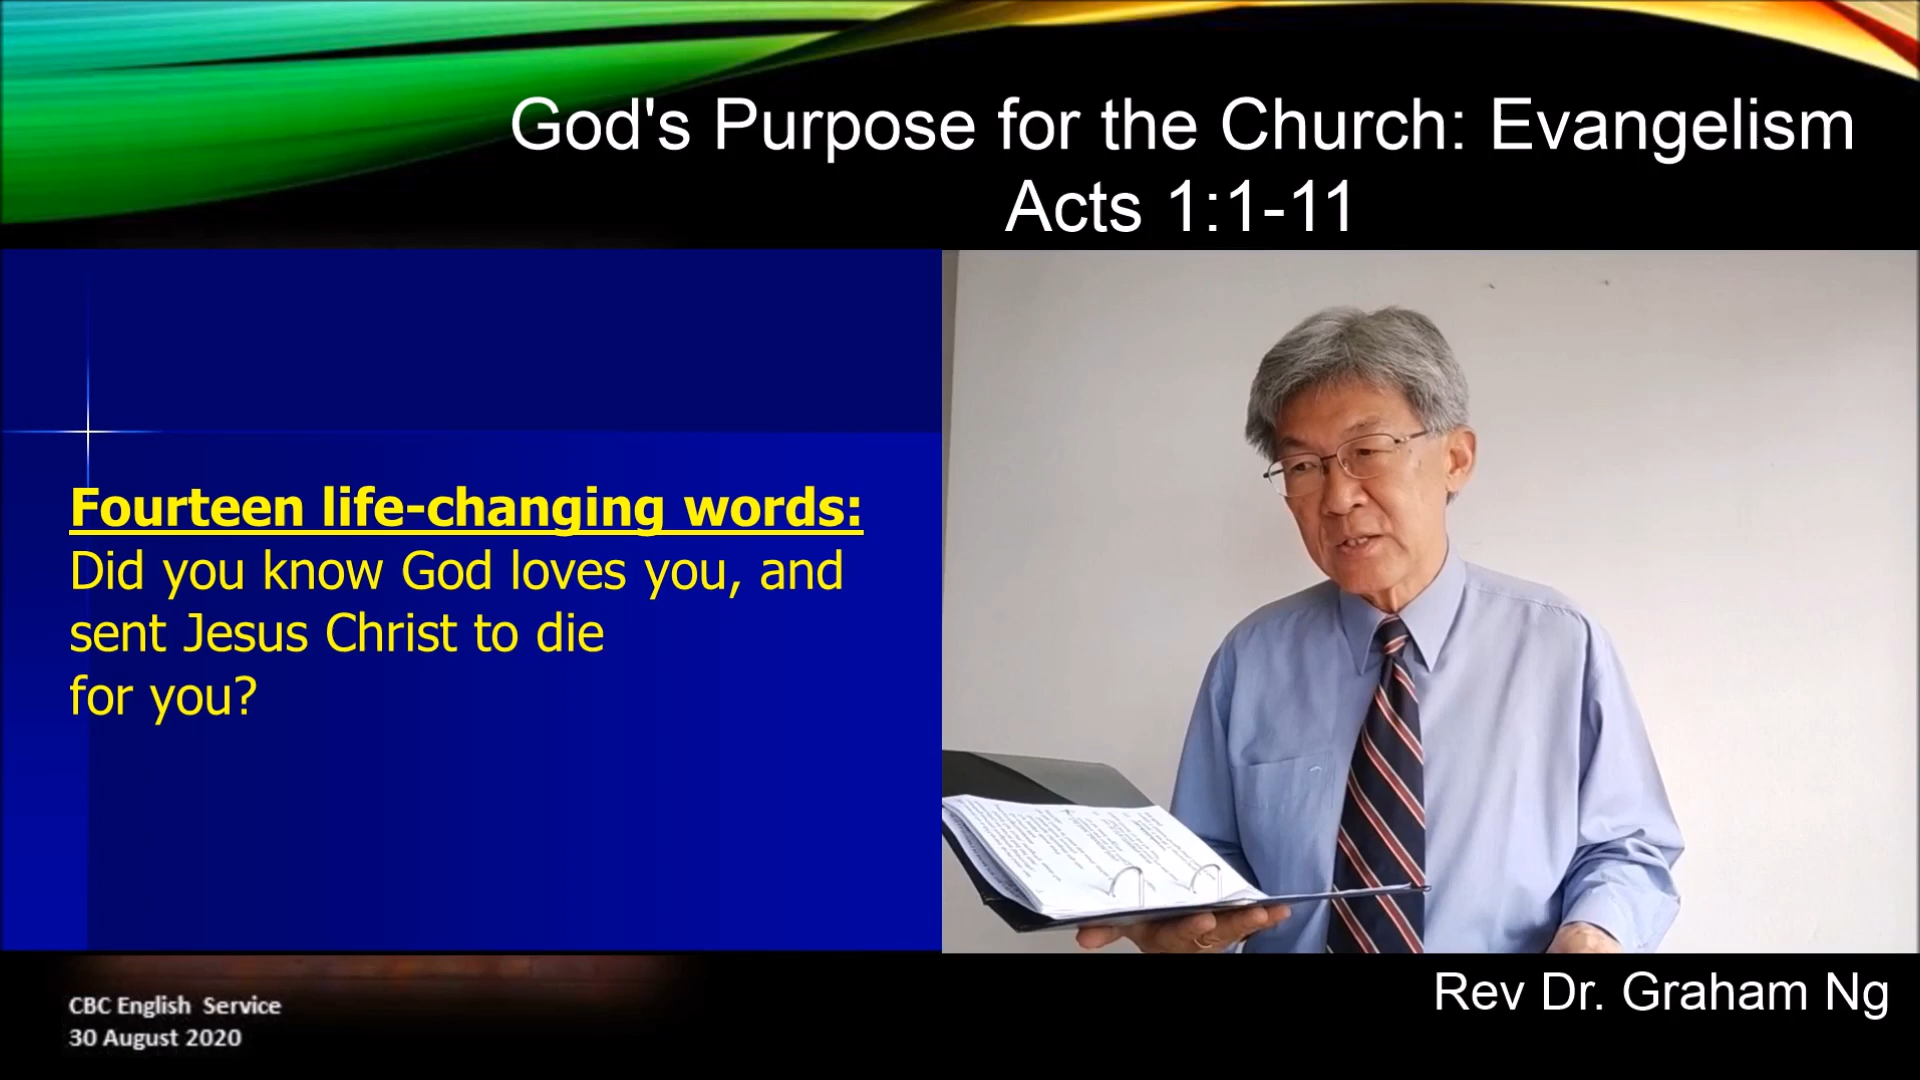 God's Purpose for the Church: Evangelism
Acts 1:1-11
Fourteen life-changing words:
Did you know God loves you, and
sent Jesus Christ to die
for you?
Rev Dr. Graham Ng
CBC English Service
30 August 2020